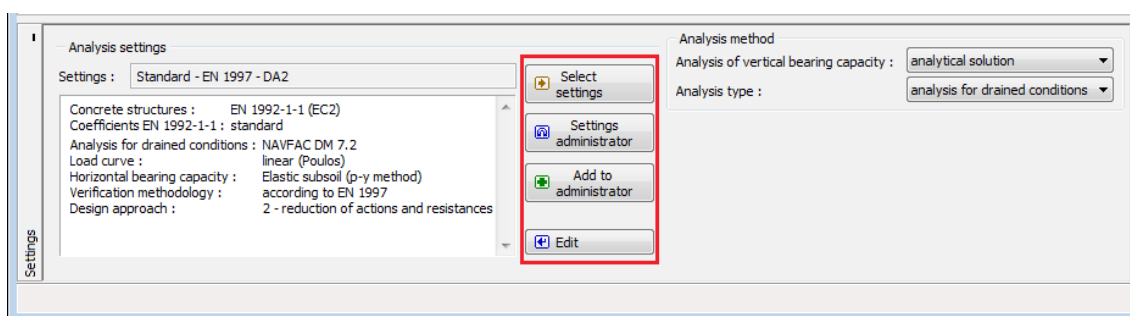 Analysis settings
Settings : Standard - EN 1997 - DA2
Concrete structures : EN 1992-1-1 (EC2)
Coefficients EN 1992-1-1 : standard
Analysis for drained conditions : NAVFAC DM 7.2
Load curve : linear (Poulos)
Horizontal bearing capacity : Elastic subsoil (p-y method)
Verification methodology : according to EN 1997
Design approach : 2 - reduction of actions and resistances
Select
settings
Settings
administrator
Add to
administrator
Edit
Analysis method
Analysis of vertical bearing capacity : analytical solution
Analysis type : analysis for drained conditions
Settings